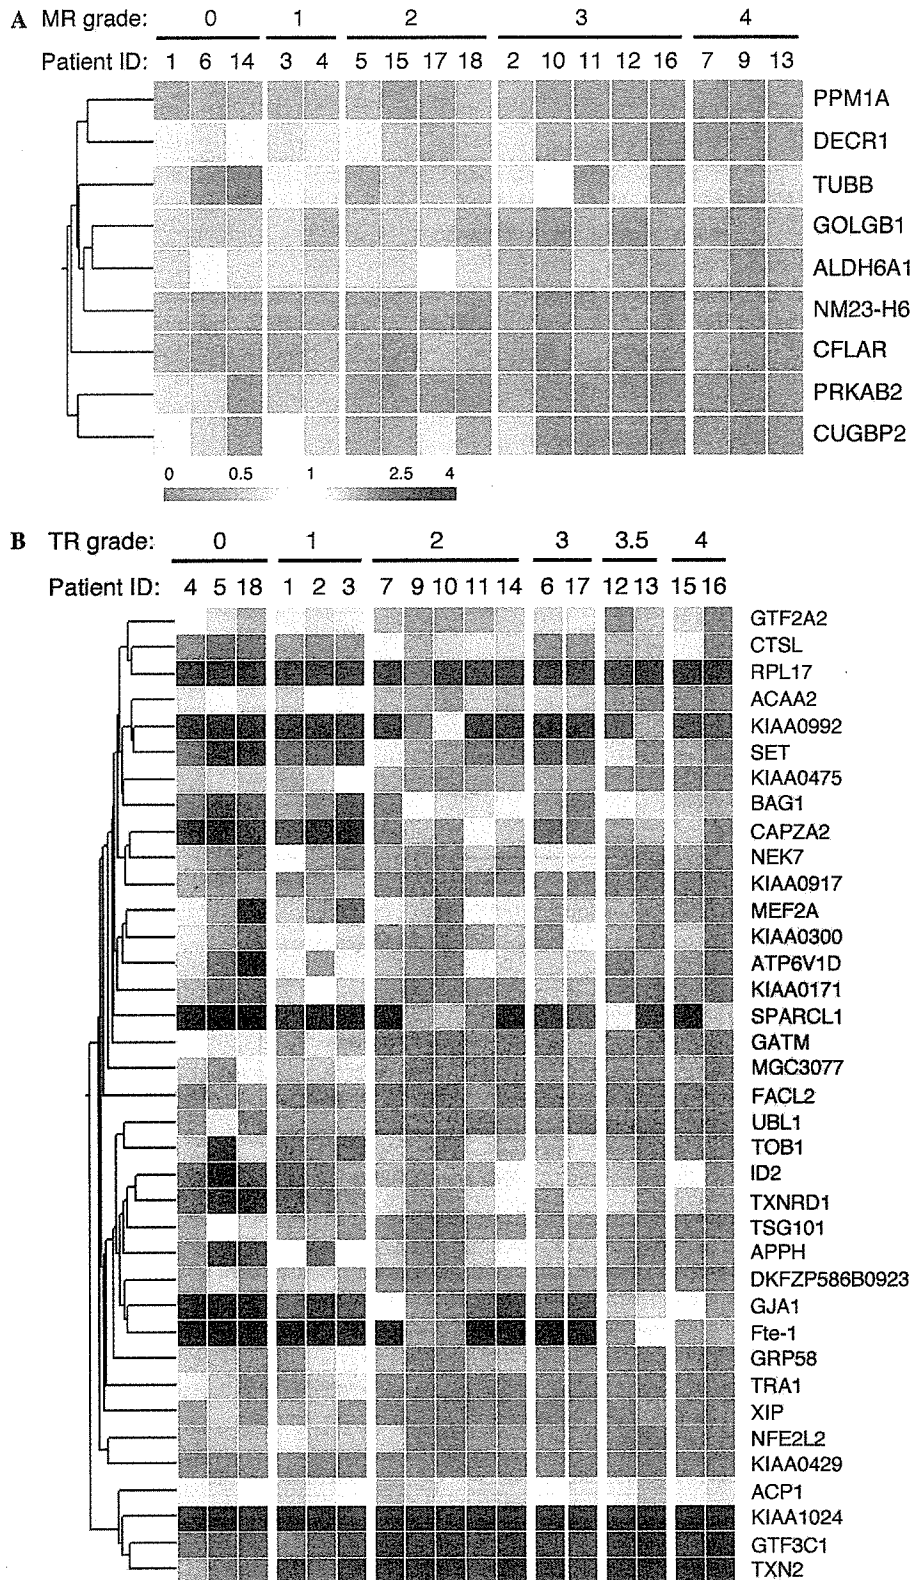 A MR grade: 0 1 2 3 4
Patient ID: 1 6 14 3 4 5 15 17 18 2 10 11 12 16 7 9 13
PPM1A
DECR1
TUBB
GOLGB1
ALDH6A1
NM23-H6
CFLAR
PRKAB2
CUGBP2
0 0.5 1 2.5 4
B TR grade: 0 1 2 3 3.5 4
Patient ID: 4 5 18 1 2 3 7 9 10 11 14 6 17 12 13 15 16
GTF2A2
CTSL
RPL17
ACAA2
KIAA0992
SET
KIAA0475
BAG1
CAPZA2
NEK7
KIAA0917
MEF2A
KIAA0300
ATP6V1D
KIAA0171
SPARCL1
GATM
MGC3077
FACL2
UBL1
TOB1
ID2
TXNRD1
TSG101
APPH
DKFZP586B0923
GJA1
Fte-1
GRP58
TRA1
XIP
NFE2L2
KIAA0429
ACP1
KIAA1024
GTF3C1
TXN2